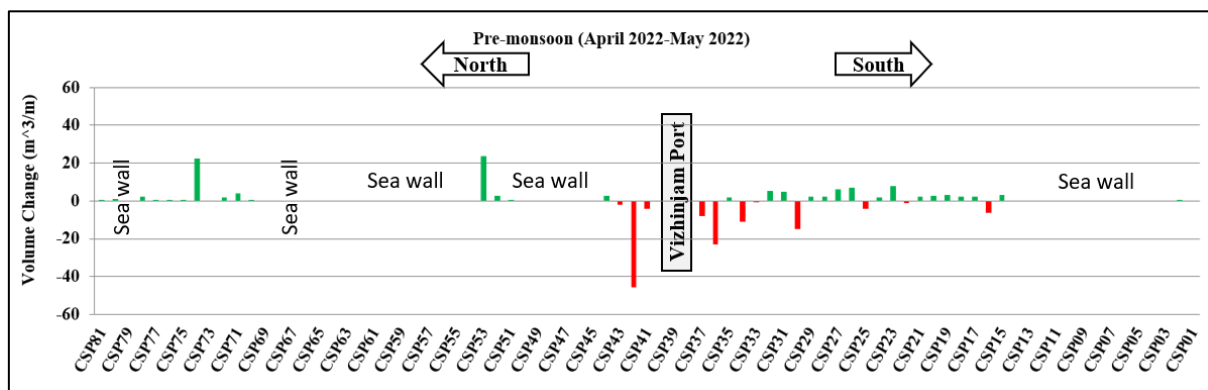 Pre-monsoon (April 2022-May 2022)
North
South
Volume Change (m^3/m)
60
40
20
0
-20
-40
-60
Sea wall
Sea wall
Sea wall
Sea wall
Vizhinjam Port
Sea wall
CSP81
CSP79
CSP77
CSP75
CSP73
CSP71
CSP69
CSP67
CSP65
CSP63
CSP61
CSP59
CSP57
CSP55
CSP53
CSP51
CSP49
CSP47
CSP45
CSP43
CSP41
CSP39
CSP37
CSP35
CSP33
CSP31
CSP29
CSP27
CSP25
CSP23
CSP21
CSP19
CSP17
CSP15
CSP13
CSP11
CSP09
CSP07
CSP05
CSP03
CSP01